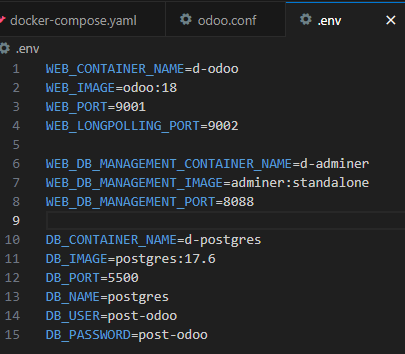 docker-compose.yaml odoo.conf .env
.env
1 WEB_CONTAINER_NAME=d-odoo
2 WEB_IMAGE=odoo:18
3 WEB_PORT=9001
4 WEB_LONGPOLLING_PORT=9002
5
6 WEB_DB_MANAGEMENT_CONTAINER_NAME=d-adminer
7 WEB_DB_MANAGEMENT_IMAGE=adminer:standalone
8 WEB_DB_MANAGEMENT_PORT=8088
9
10 DB_CONTAINER_NAME=d-postgres
11 DB_IMAGE=postgres:17.6
12 DB_PORT=5500
13 DB_NAME=postgres
14 DB_USER=post-odoo
15 DB_PASSWORD=post-odoo